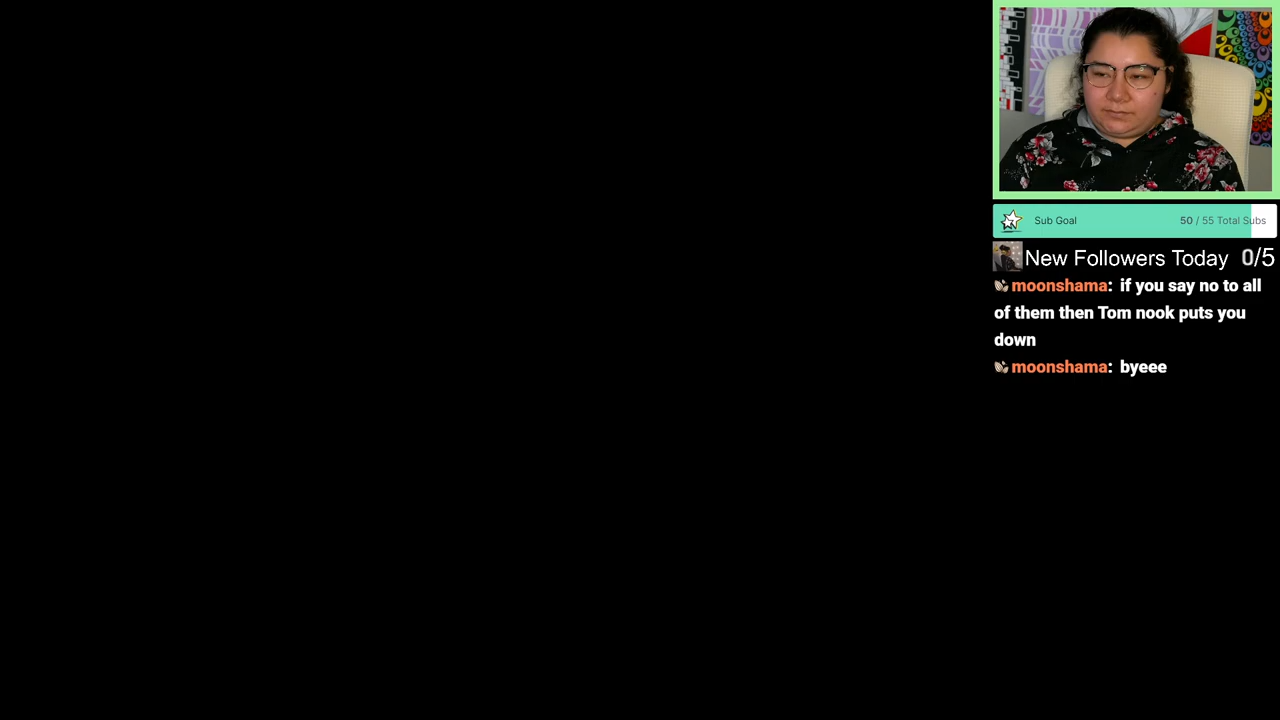 Sub Goal 50 / 55 Total Subs
New Followers Today 0/5
moonshama: if you say no to all
of them then Tom nook puts you
down
moonshama: byeee